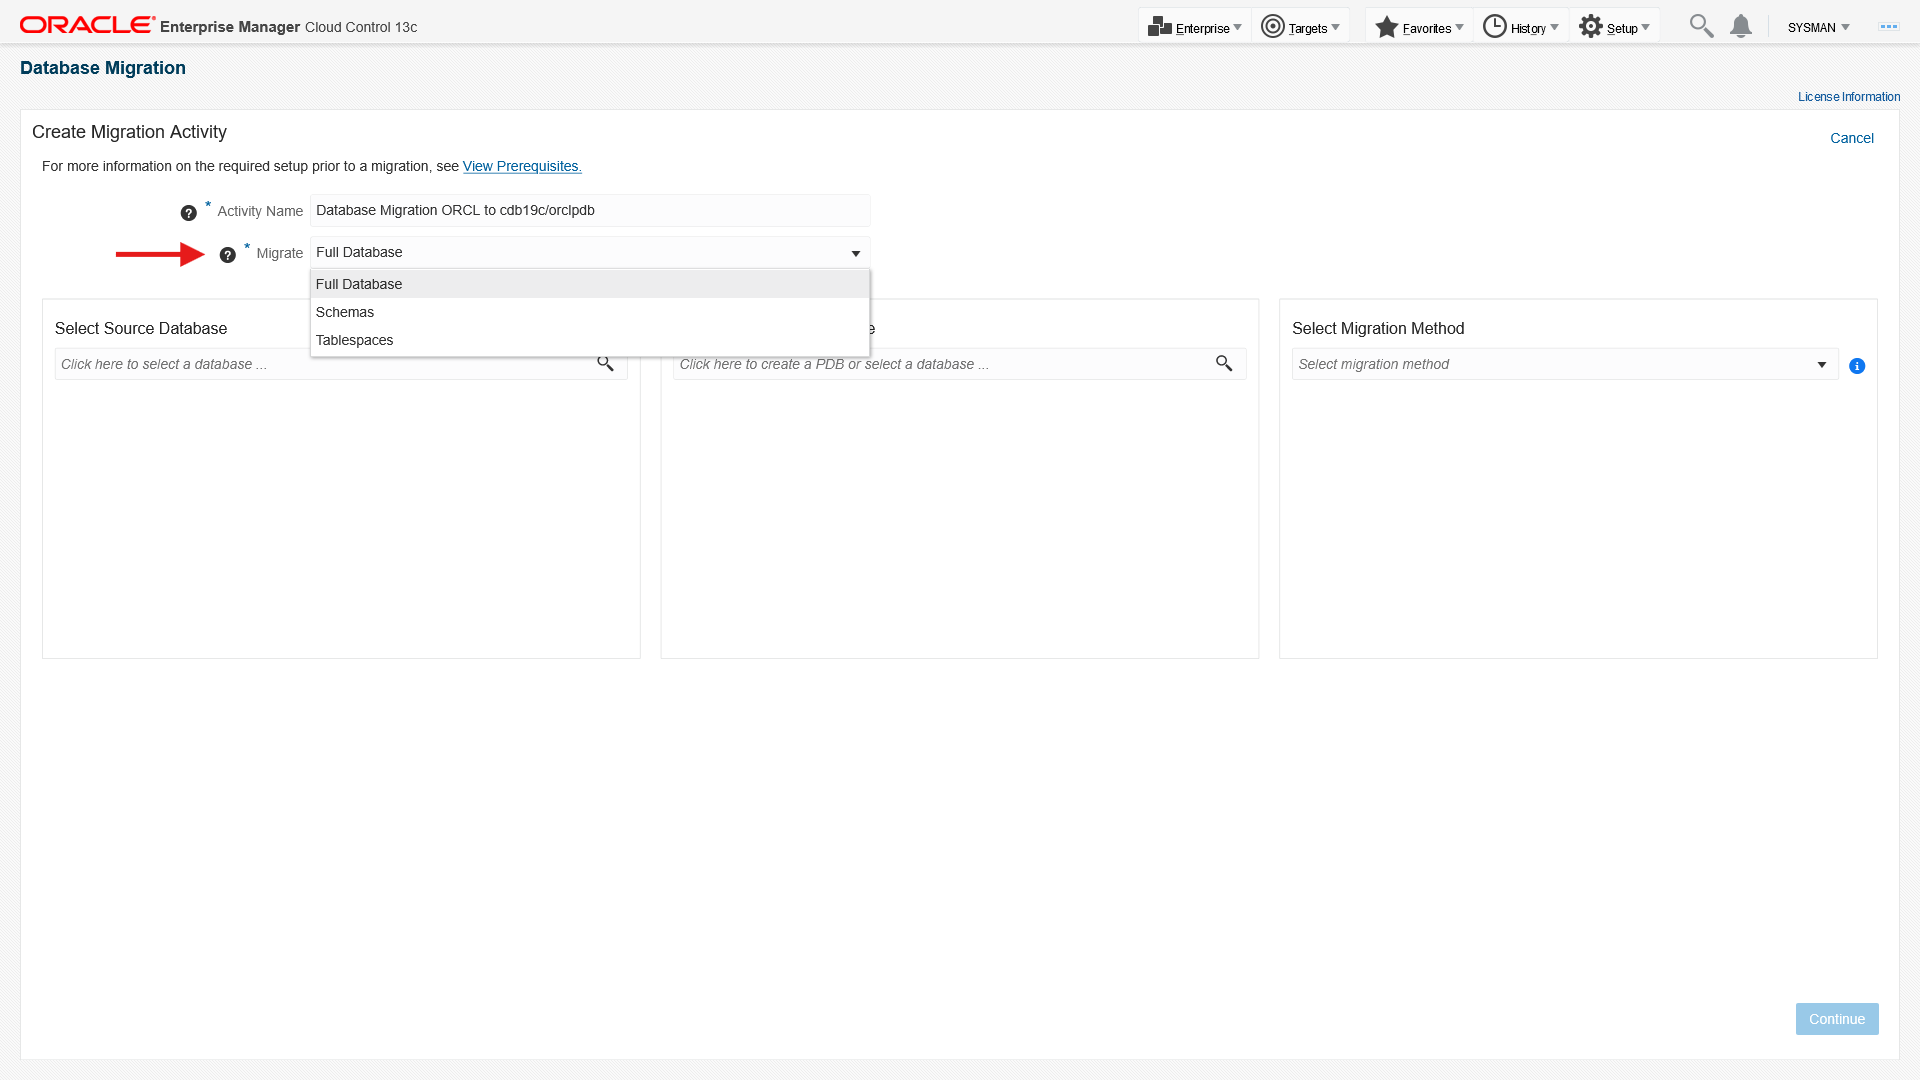 ORACLE Enterprise Manager Cloud Control 13c
Enterprise
Targets
Favorites
History
Setup
SYSMAN
Database Migration
License Information
Create Migration Activity
Cancel
For more information on the required setup prior to a migration, see View Prerequisites.
* Activity Name Database Migration ORCL to cdb19c/orclpdb
* Migrate Full Database
Full Database
Schemas
Tablespaces
Select Source Database
Click here to select a database ...
e
Click here to create a PDB or select a database ...
Select Migration Method
Select migration method
Continue